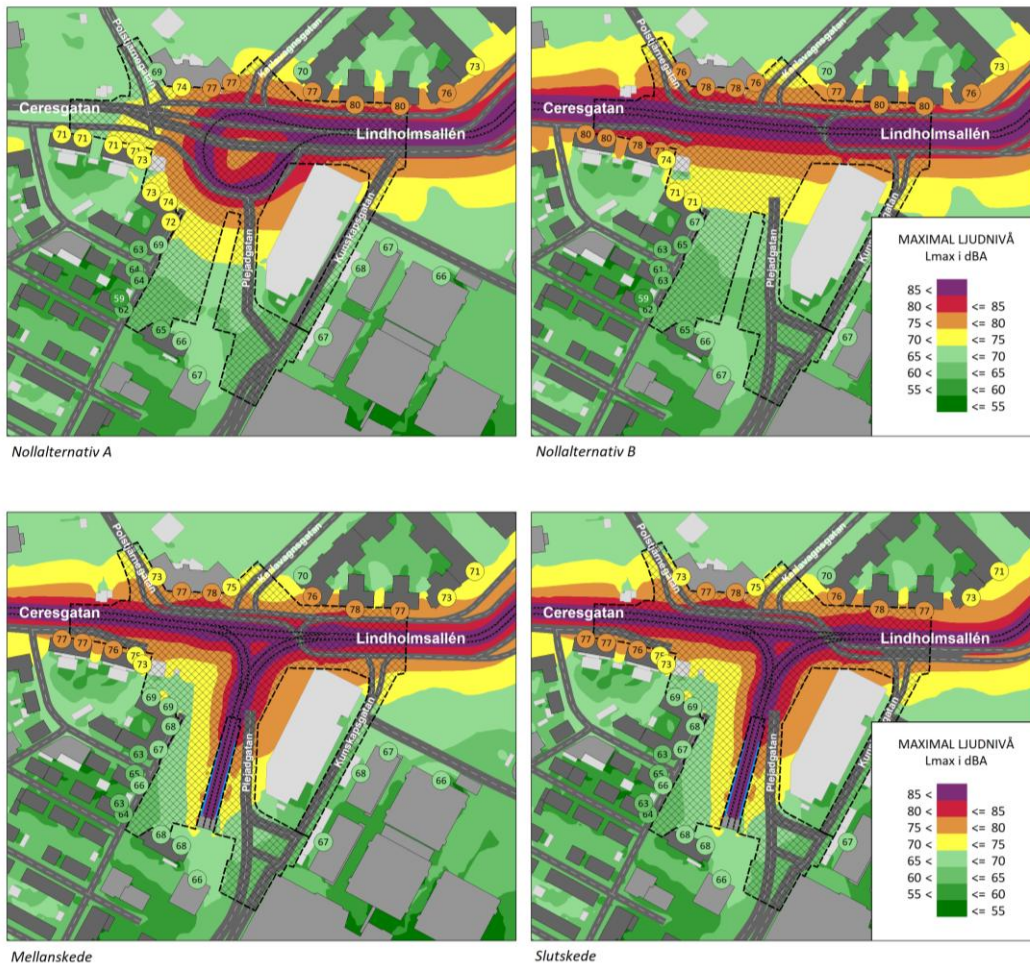 Polstjärnegatan
Karlavagnsgatan
69
74
77
77
70
77
80
80
76
73
Ceresgatan
Lindholmsallén
71
71
71
71
73
73
74
72
69
63
64
64
59
62
65
66
67
Plejadgatan
Kunskapsgatan
68
67
66
67
Nollalternativ A
Polstjärnegatan
Karlavagnsgatan
76
78
78
76
70
77
80
80
76
73
Ceresgatan
Lindholmsallén
80
80
78
74
71
71
67
65
63
61
63
59
62
65
66
67
Plejadgatan
MAXIMAL LJUDNIVÅ
Lmax i dBA
85 <
80 < <= 85
75 < <= 80
70 < <= 75
65 < <= 70
60 < <= 65
55 < <= 60
<= 55
Nollalternativ B
Polstjärnegatan
Karlavagnsgatan
73
77
78
75
70
76
78
77
73
71
Ceresgatan
Lindholmsallén
77
77
76
75
73
69
69
68
67
63
65
66
63
64
68
68
66
Plejadgatan
Kunskapsgatan
68
67
66
67
Mellanskede
Polstjärnegatan
Karlavagnsgatan
73
77
78
75
70
76
78
77
73
71
Ceresgatan
Lindholmsallén
77
77
76
75
73
69
69
68
67
63
65
66
63
64
68
68
66
Plejadgatan
67
MAXIMAL LJUDNIVÅ
Lmax i dBA
85 <
80 < <= 85
75 < <= 80
70 < <= 75
65 < <= 70
60 < <= 65
55 < <= 60
<= 55
Slutskede